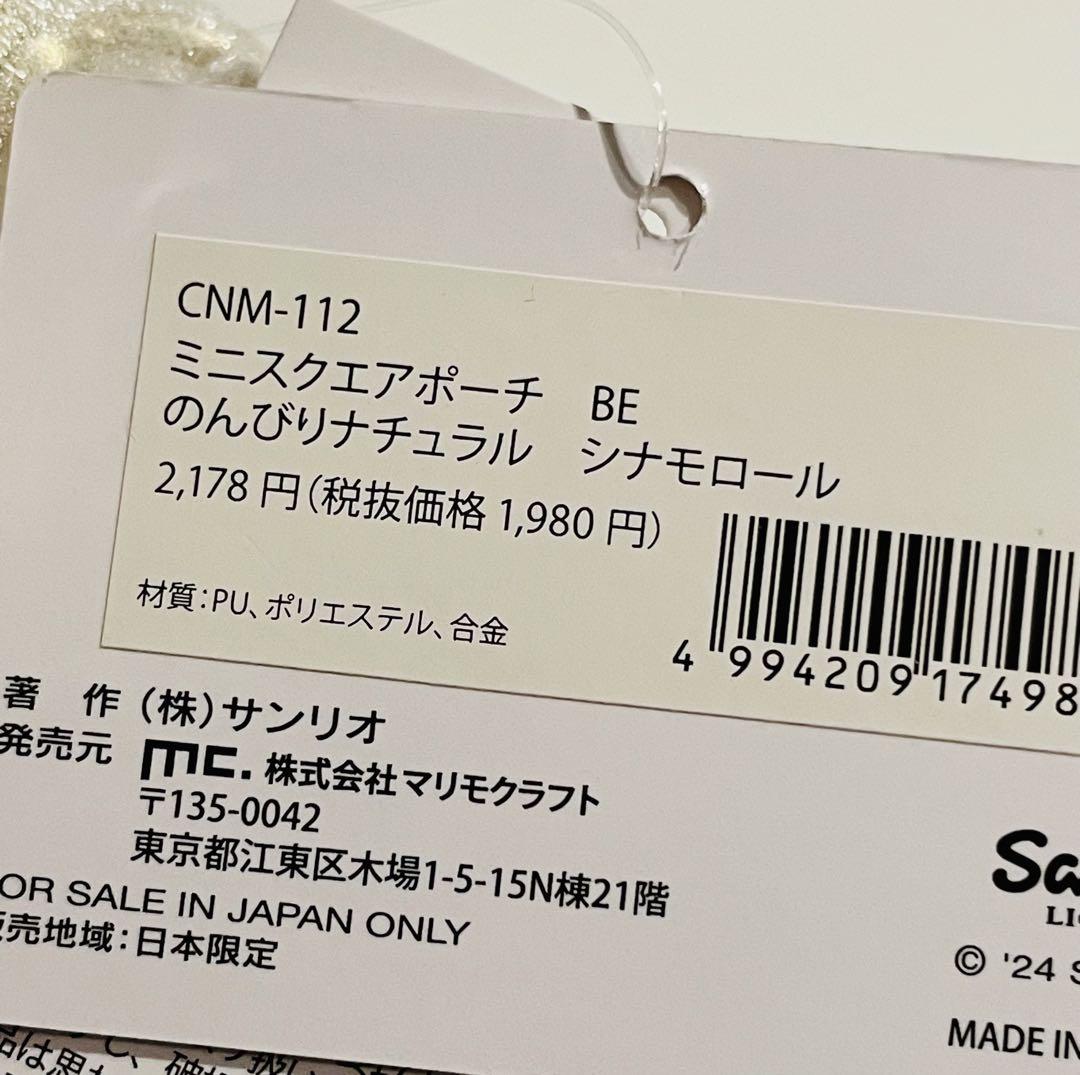 CNM-112
ミニスクエアポーチ　BE
のんびりナチュラル　シナモロール
2,178 円（税抜価格 1,980 円）
材質：PU、ポリエステル、合金
4 994209 17498
著　作 （株）サンリオ
発売元 mc. 株式会社マリモクラフト
〒135-0042
東京都江東区木場1-5-15N棟21階
OR SALE IN JAPAN ONLY
売地域：日本限定
Sa
LI
© '24 S
MADE IN